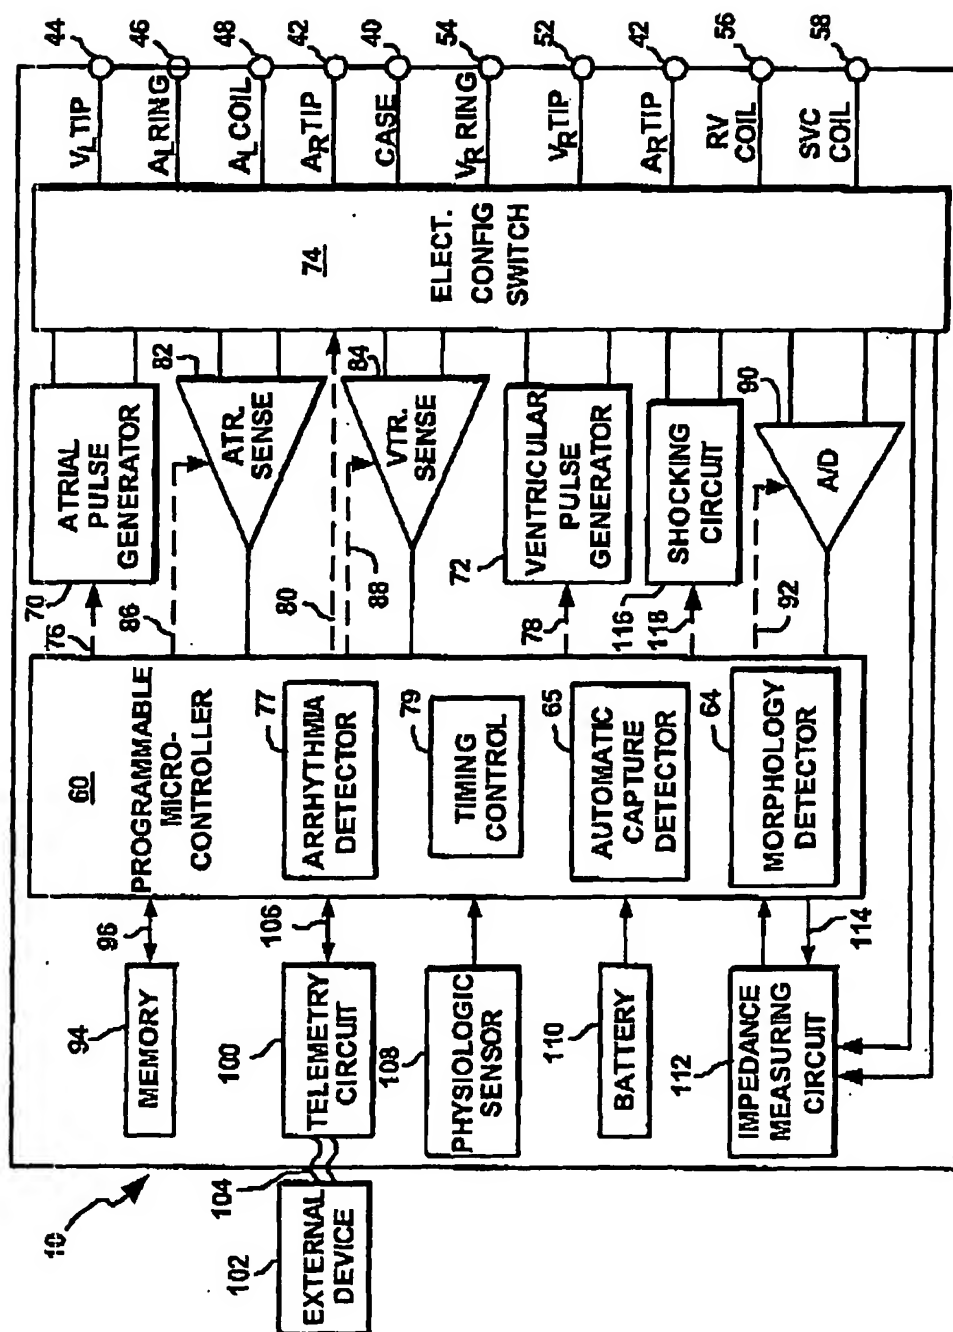 44
46
48
42
40
54
52
42
56
58
VL TIP
AL RING
AL COIL
AR TIP
CASE
VR RING
VR TIP
AR TIP
RV
COIL
SVC
COIL
74
ELECT.
CONFIG
SWITCH
ATRIAL
PULSE
GENERATOR
70
76
82
ATR.
SENSE
86
80
84
VTR.
SENSE
88
VENTRICULAR
PULSE
GENERATOR
72
78
SHOCKING
CIRCUIT
116
118
90
A/D
92
60
PROGRAMMABLE
MICRO-
CONTROLLER
77
ARRHYTHMIA
DETECTOR
79
TIMING
CONTROL
65
AUTOMATIC
CAPTURE
DETECTOR
64
MORPHOLOGY
DETECTOR
96
106
114
94
MEMORY
100
TELEMETRY
CIRCUIT
108
PHYSIOLOGIC
SENSOR
110
BATTERY
112
IMPEDANCE
MEASURING
CIRCUIT
10
104
102
EXTERNAL
DEVICE